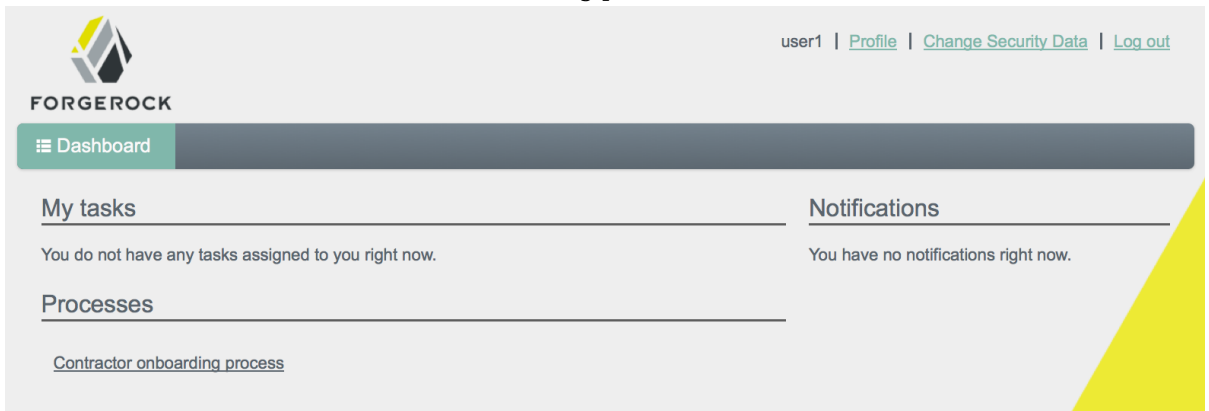 user1 | Profile | Change Security Data | Log out
FORGEROCK
Dashboard
My tasks
You do not have any tasks assigned to you right now.
Notifications
You have no notifications right now.
Processes
Contractor onboarding process